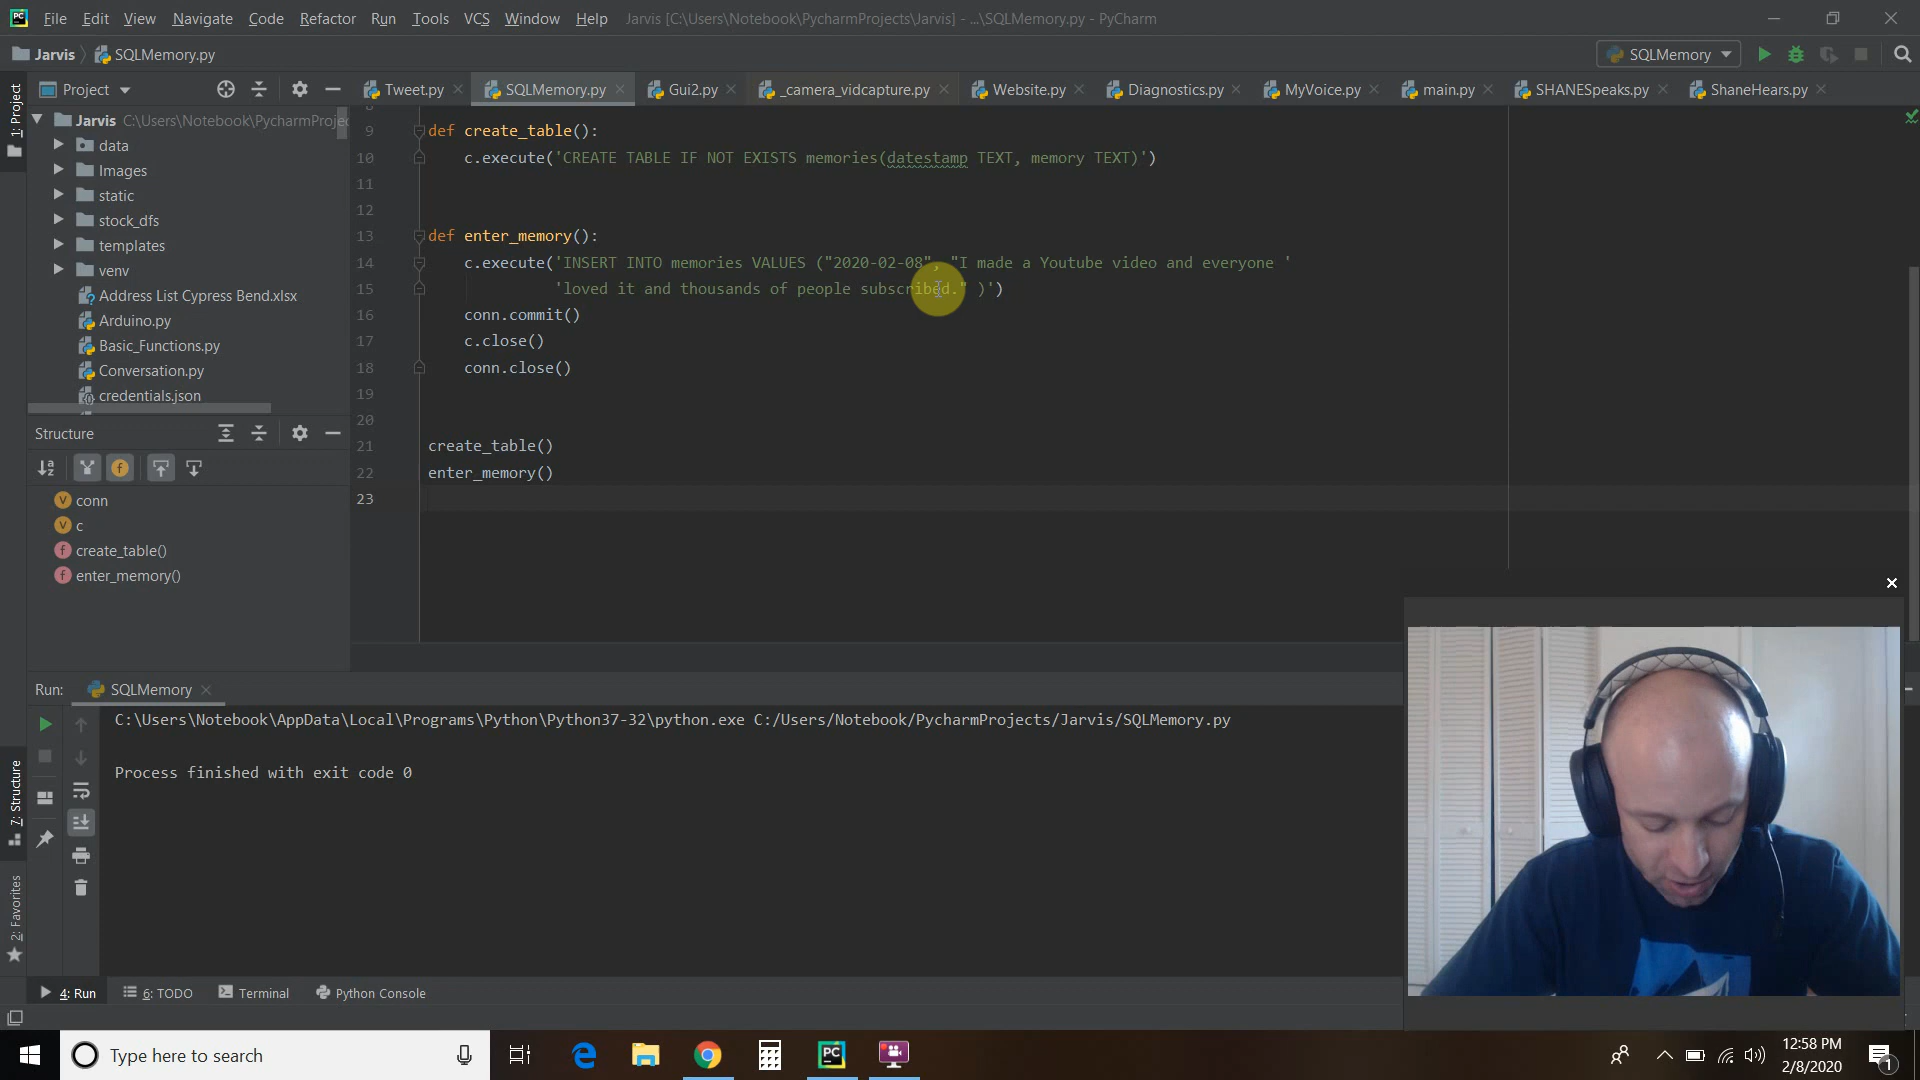 File Edit View Navigate Code Refactor Run Tools VCS Window Help Jarvis [C:\Users\Notebook\PycharmProjects\Jarvis] - ...\SQLMemory.py - PyCharm
Jarvis SQLMemory.py SQLMemory
1: Project
Project
Tweet.py SQLMemory.py Gui2.py _camera_vidcapture.py Website.py Diagnostics.py MyVoice.py main.py SHANESpeaks.py ShaneHears.py
Jarvis C:\Users\Notebook\PycharmProje
data
Images
static
stock_dfs
templates
venv
Address List Cypress Bend.xlsx
Arduino.py
Basic_Functions.py
Conversation.py
credentials.json
9 def create_table():
10 c.execute('CREATE TABLE IF NOT EXISTS memories(datestamp TEXT, memory TEXT)')
11
12
13 def enter_memory():
14 c.execute('INSERT INTO memories VALUES ("2020-02-08", "I made a Youtube video and everyone '
15 'loved it and thousands of people subscribed." )')
16 conn.commit()
17 c.close()
18 conn.close()
19
20
21 create_table()
22 enter_memory()
23
Structure
conn
c
create_table()
enter_memory()
7: Structure
2: Favorites
Run: SQLMemory
C:\Users\Notebook\AppData\Local\Programs\Python\Python37-32\python.exe C:/Users/Notebook/PycharmProjects/Jarvis/SQLMemory.py
Process finished with exit code 0
4: Run 6: TODO Terminal Python Console
Type here to search
12:58 PM
2/8/2020
1